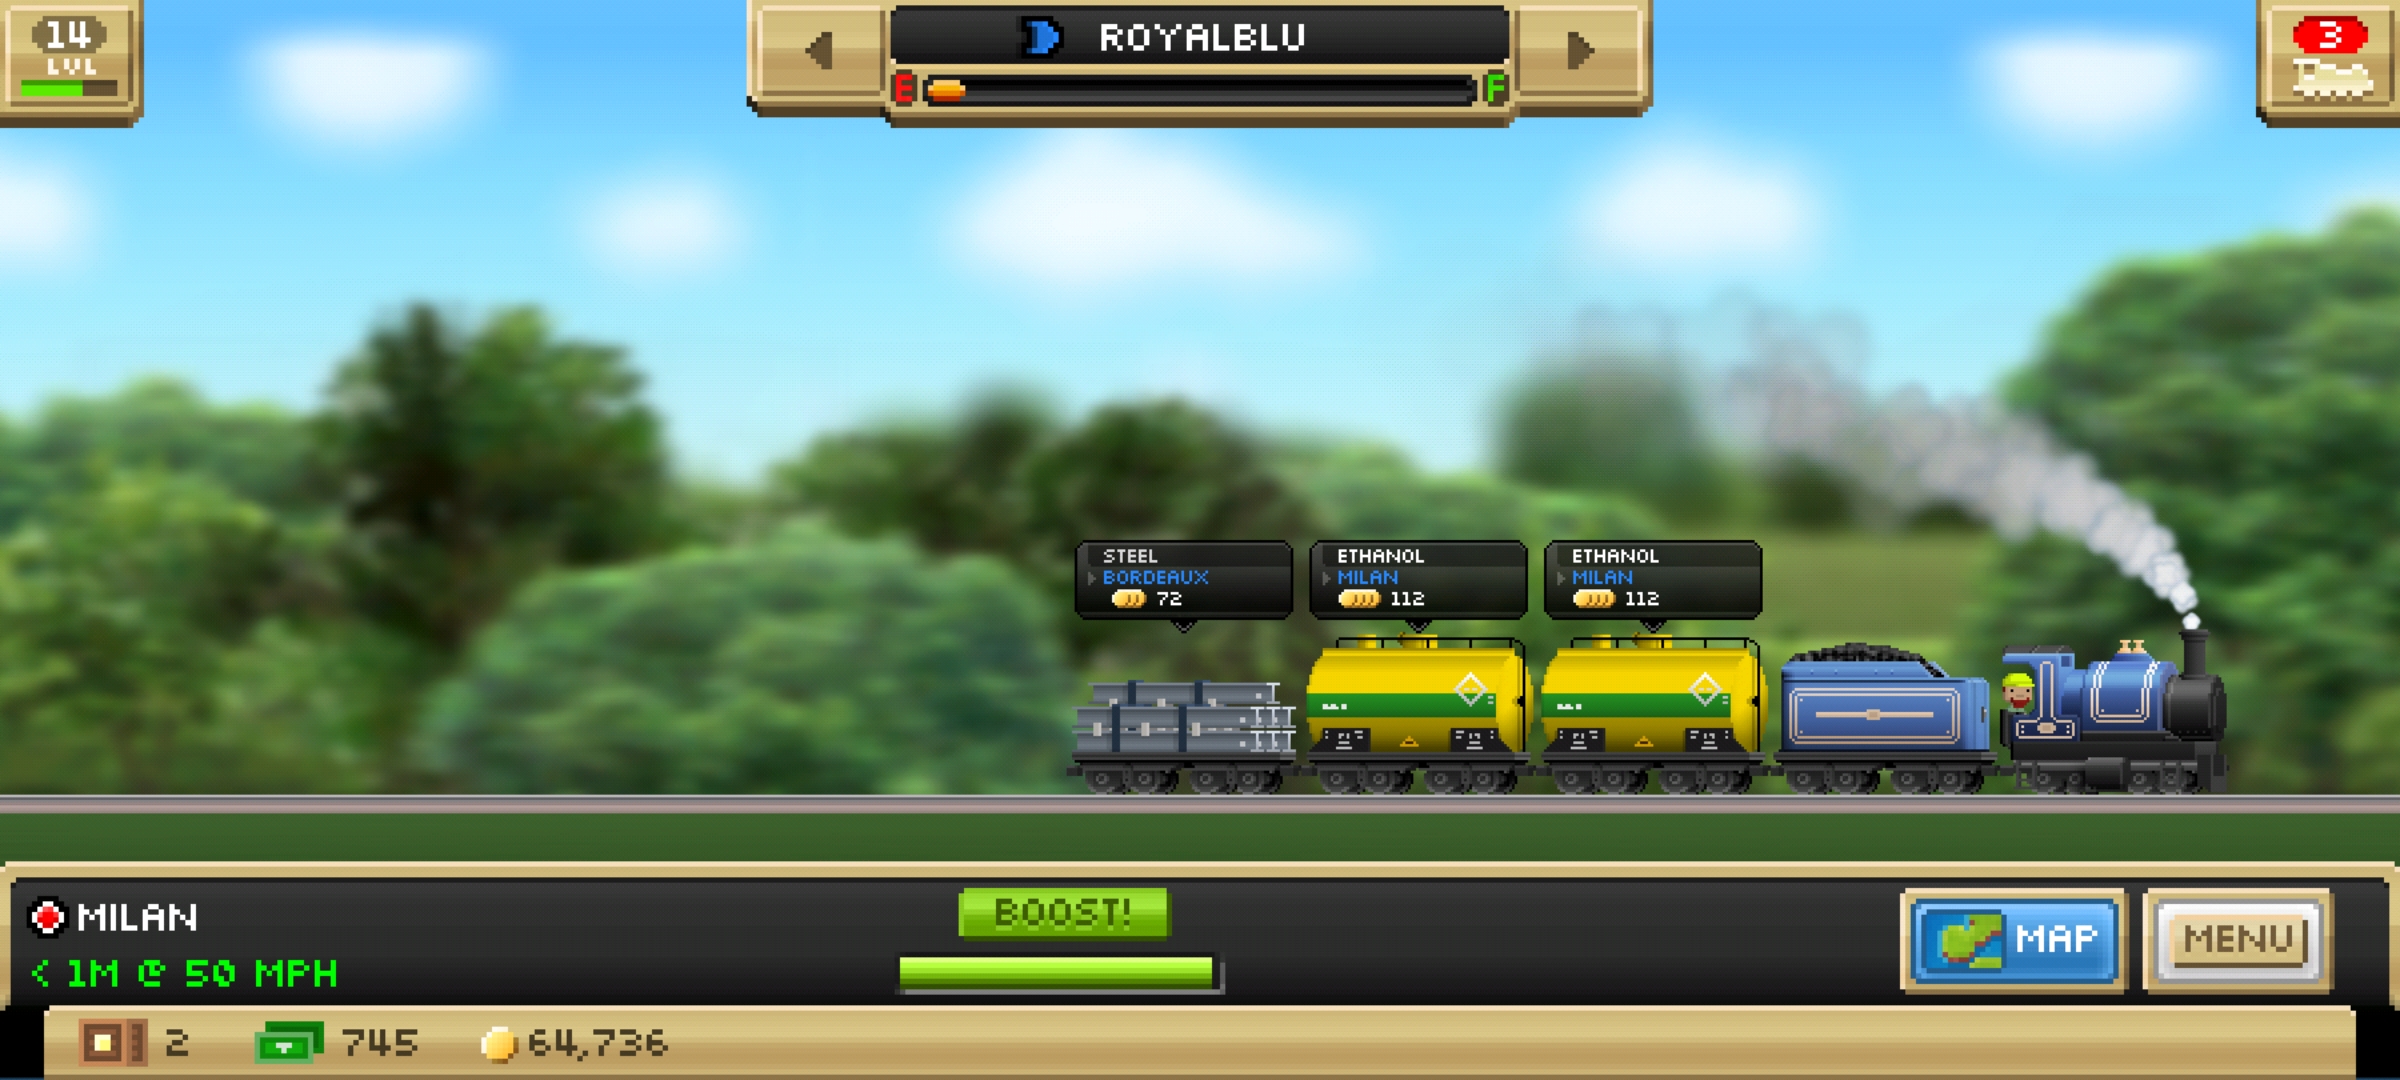 14
LVL
ROYALBLU
E F
3
STEEL
BORDEAUX
72
ETHANOL
MILAN
112
ETHANOL
MILAN
112
MILAN
< 1M @ 50 MPH
BOOST!
MAP
MENU
2
745
64,736